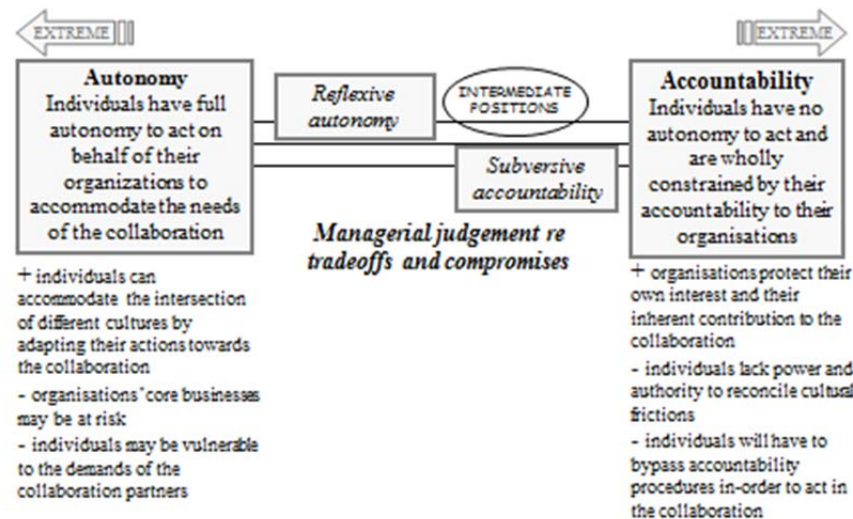 EXTREME
EXTREME
Autonomy
Individuals have full
autonomy to act on
behalf of their
organizations to
accommodate the needs
of the collaboration
Reflexive
autonomy
INTERMEDIATE
POSITIONS
Subversive
accountability
Managerial judgement re
tradeoffs and compromises
Accountability
Individuals have no
autonomy to act and
are wholly
constrained by their
accountability to their
organisations
+ individuals can
accommodate the intersection
of different cultures by
adapting their actions towards
the collaboration
- organisations' core businesses
may be at risk
- individuals may be vulnerable
to the demands of the
collaboration partners
+ organisations protect their
own interest and their
inherent contribution to the
collaboration
- individuals lack power and
authority to reconcile cultural
frictions
- individuals will have to
bypass accountability
procedures in-order to act in
the collaboration